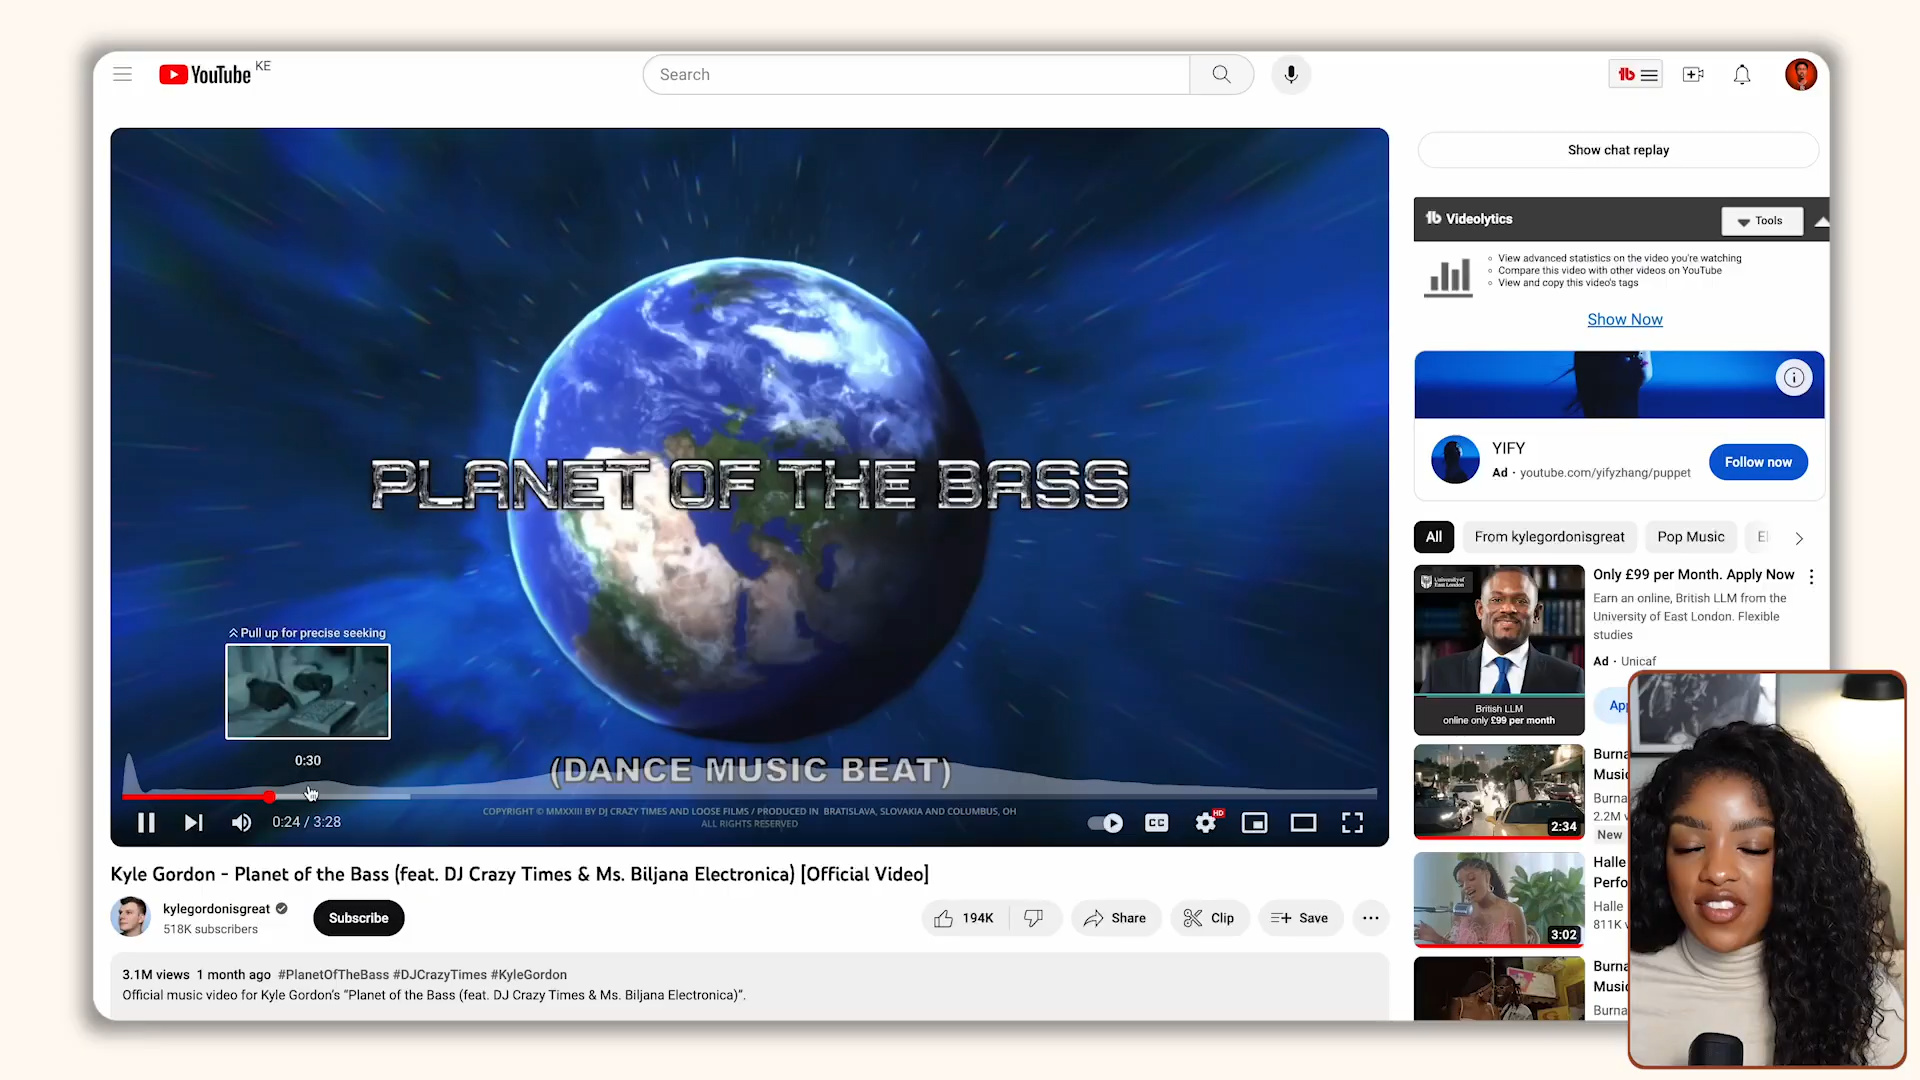 YouTube KE
Search
Show chat replay
Videolytics
Tools
View advanced statistics on the video you're watching
Compare this video with other videos on YouTube
View and copy this video's tags
Show Now
YIFY
Ad · youtube.com/yifyzhang/puppet
Follow now
PLANET OF THE BASS
Pull up for precise seeking
0:30
(DANCE MUSIC BEAT)
COPYRIGHT © MMXXIII BY DJ CRAZY TIMES AND LOOSE FILMS / PRODUCED IN BRATISLAVA, SLOVAKIA AND COLUMBUS, OH
ALL RIGHTS RESERVED
0:24 / 3:28
CC
HD
All
From kylegordonisgreat
Pop Music
El
University of
East London
British LLM
online only £99 per month
Only £99 per Month. Apply Now
Earn an online, British LLM from the
University of East London. Flexible
studies
Ad · Unicaf
App
2:34
Burna
Music
Burna
2.2M v
New
3:02
Halle
Perfo
Halle
811K v
Burna
Music
Burna
Kyle Gordon - Planet of the Bass (feat. DJ Crazy Times & Ms. Biljana Electronica) [Official Video]
kylegordonisgreat
518K subscribers
Subscribe
194K
Share
Clip
Save
3.1M views 1 month ago #PlanetOfTheBass #DJCrazyTimes #KyleGordon
Official music video for Kyle Gordon's "Planet of the Bass (feat. DJ Crazy Times & Ms. Biljana Electronica)".